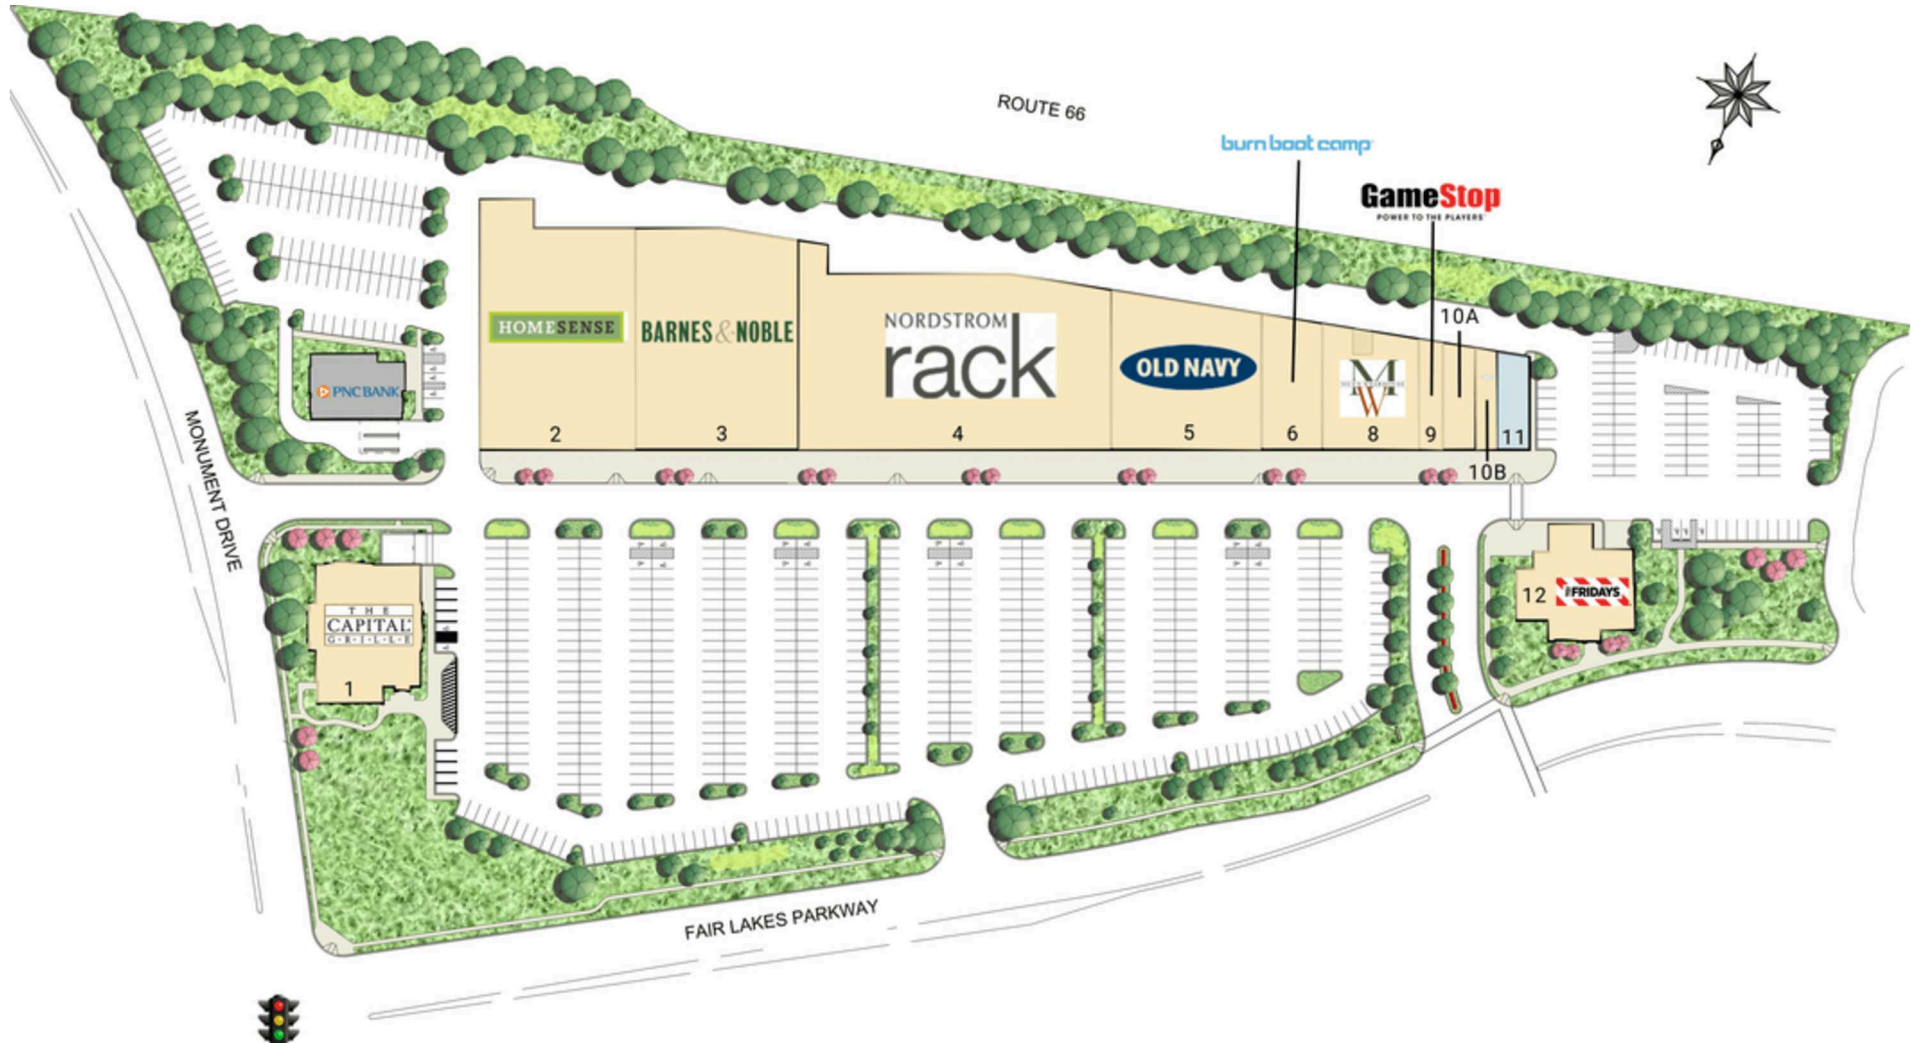 ROUTE 66
burn boot camp
GameStop
POWER TO THE PLAYERS
10A
HOMESENSE
BARNES & NOBLE
NORDSTROM
rack
OLD NAVY
MW
PNC BANK
2
3
4
5
6
8
9
11
10B
MONUMENT DRIVE
THE
CAPITAL
GRILLE
1
12
FRIDAYS
FAIR LAKES PARKWAY